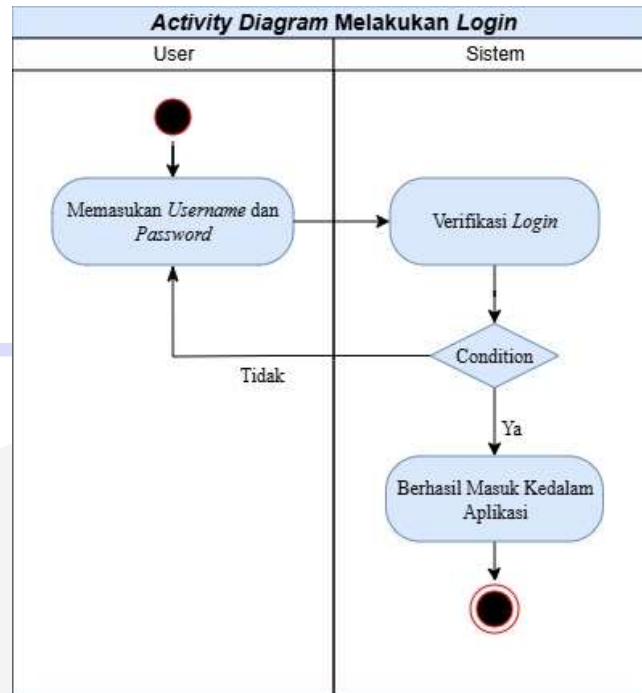 Activity Diagram Melakukan Login
User
Sistem
Memasukan Username dan
Password
Verifikasi Login
Condition
Tidak
Ya
Berhasil Masuk Kedalam
Aplikasi